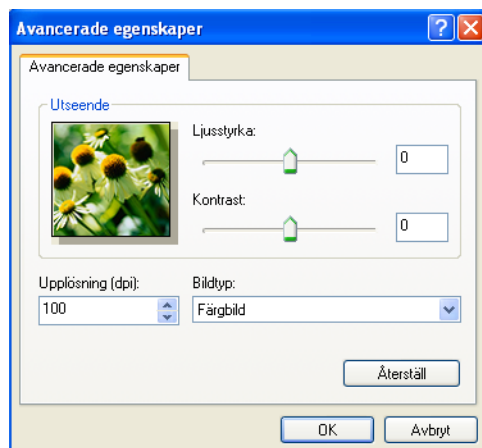 Avancerade egenskaper
Avancerade egenskaper
Utseende
Ljusstyrka:
0
Kontrast:
0
Upplösning (dpi): Bildtyp:
100 Färgbild
Återställ
OK Avbryt